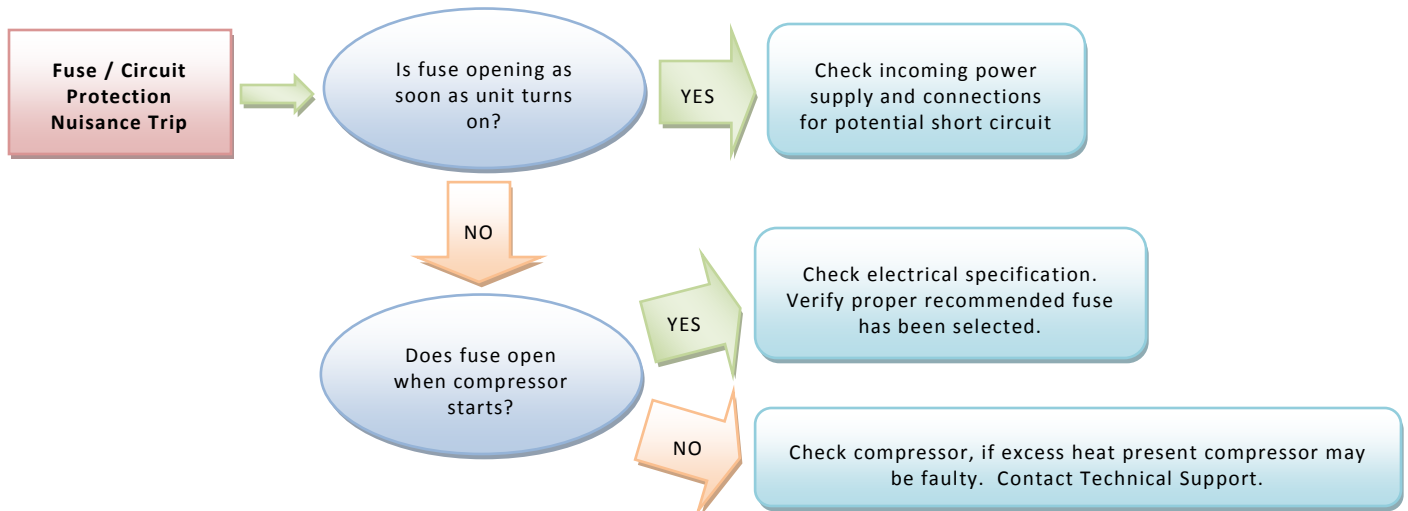 Fuse / Circuit
Protection
Nuisance Trip
Is fuse opening as
soon as unit turns
on?
YES
Check incoming power
supply and connections
for potential short circuit
NO
Does fuse open
when compressor
starts?
YES
Check electrical specification.
Verify proper recommended fuse
has been selected.
NO
Check compressor, if excess heat present compressor may
be faulty.  Contact Technical Support.